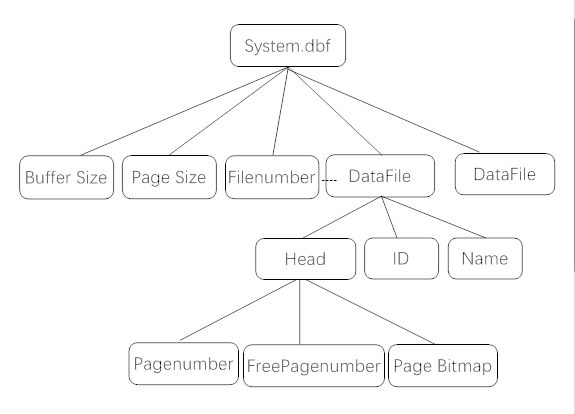 System.dbf
Buffer Size
Page Size
Filenumber
DataFile
DataFile
Head
ID
Name
Pagenumber
FreePagenumber
Page Bitmap